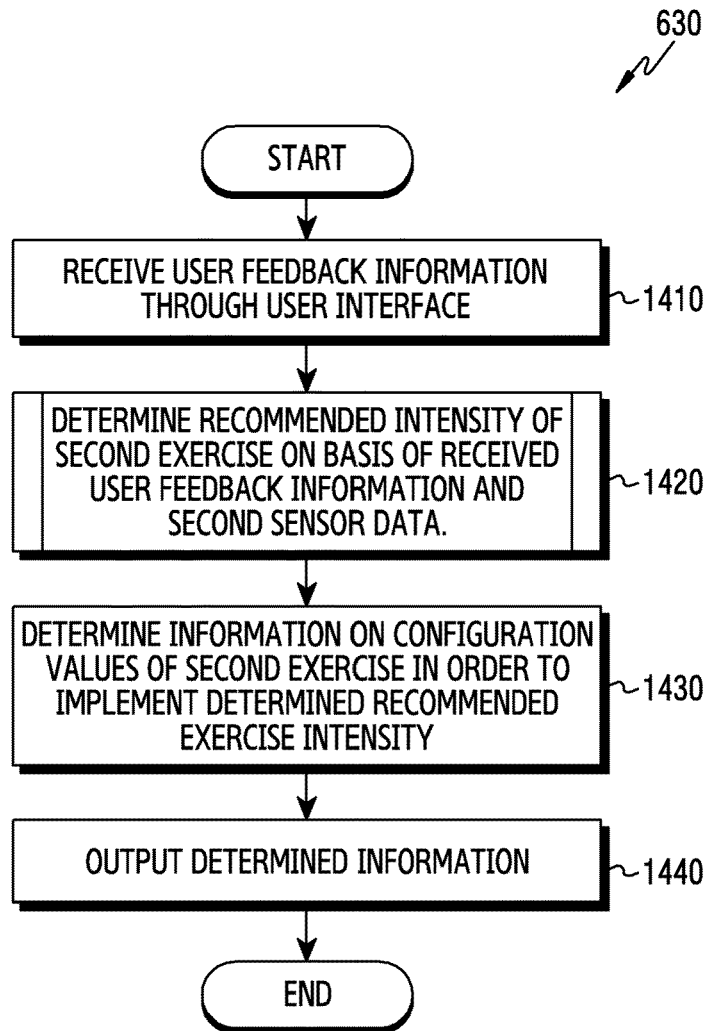 630
START
RECEIVE USER FEEDBACK INFORMATION
THROUGH USER INTERFACE
1410
DETERMINE RECOMMENDED INTENSITY OF
SECOND EXERCISE ON BASIS OF RECEIVED
USER FEEDBACK INFORMATION AND
SECOND SENSOR DATA.
1420
DETERMINE INFORMATION ON CONFIGURATION
VALUES OF SECOND EXERCISE IN ORDER TO
IMPLEMENT DETERMINED RECOMMENDED
EXERCISE INTENSITY
1430
OUTPUT DETERMINED INFORMATION
1440
END